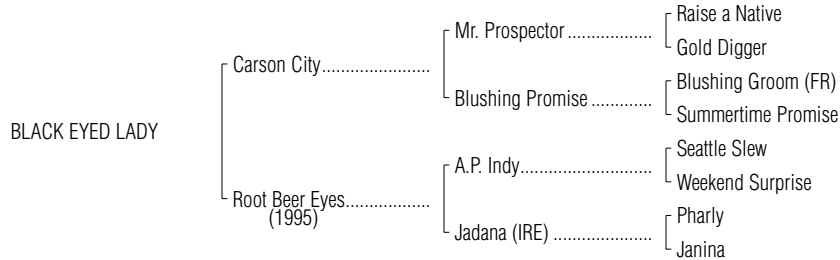 Raise a Native
Mr. Prospector ....................
Gold Digger
Carson City..........................
Blushing Groom (FR)
Blushing Promise ..............
Summertime Promise
BLACK EYED LADY
Seattle Slew
A.P. Indy...............................
Weekend Surprise
Root Beer Eyes....................
(1995)
Pharly
Jadana (IRE) .......................
Janina